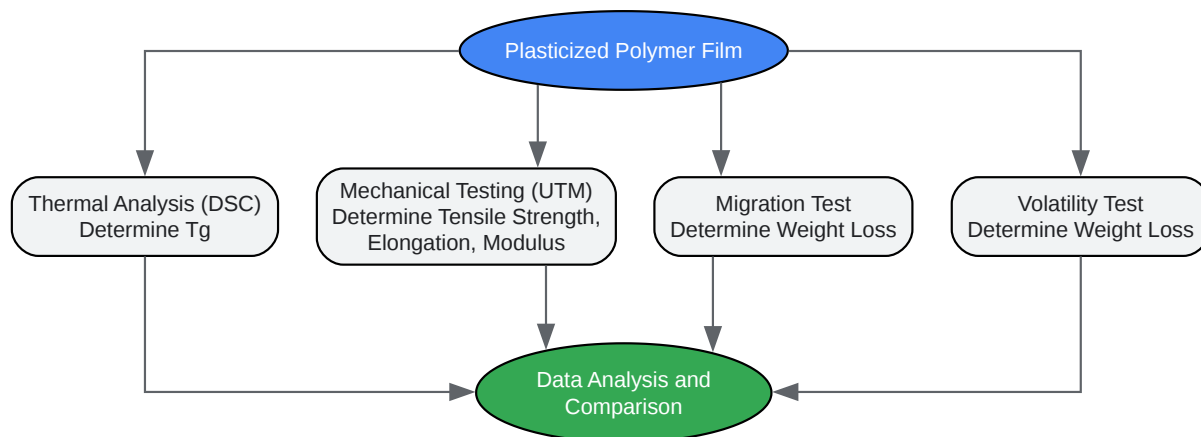 Plasticized Polymer Film
Thermal Analysis (DSC)
Determine Tg
Mechanical Testing (UTM)
Determine Tensile Strength,
Elongation, Modulus
Migration Test
Determine Weight Loss
Volatility Test
Determine Weight Loss
Data Analysis and
Comparison